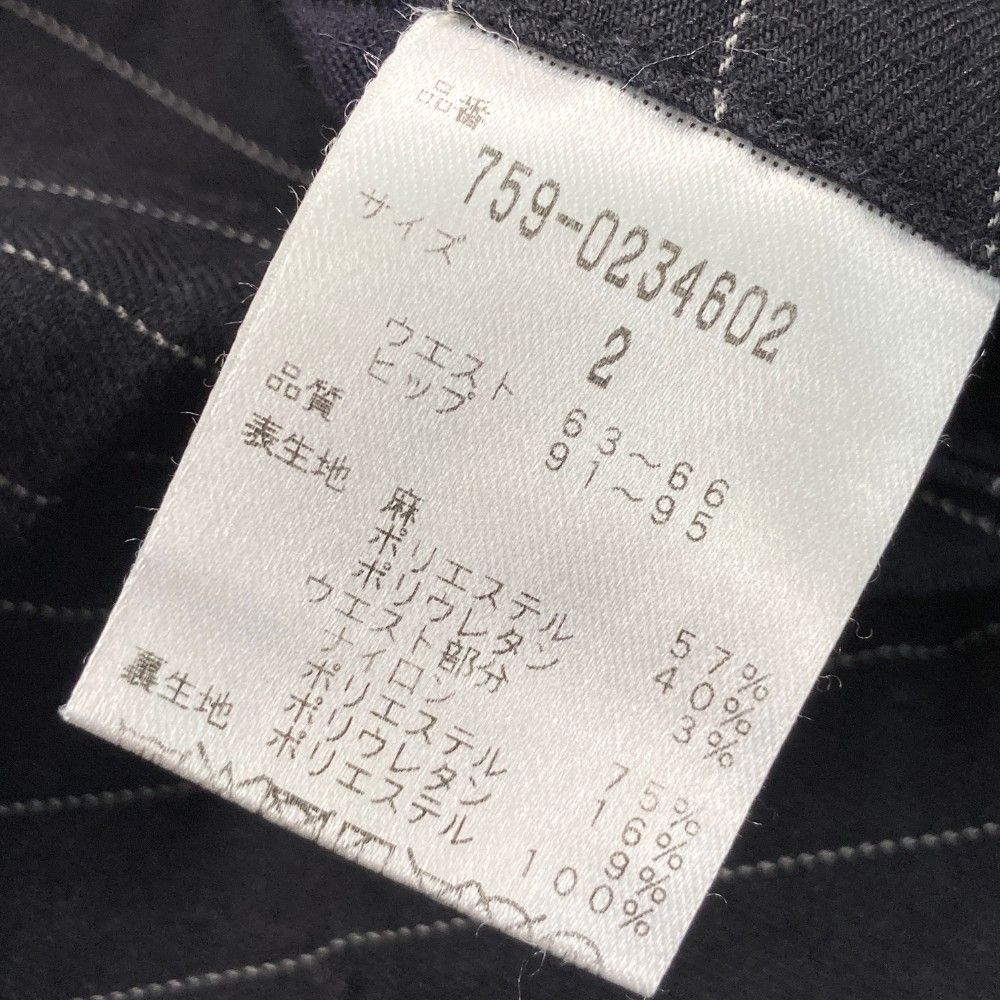 品番
759-0234602
サイズ
2
ウエスト 63～66
ヒップ 91～95
品質
表生地
麻 57%
ポリエステル 40%
ポリウレタン 3%
ウエスト部分
ナイロン 75%
ポリエステル 16%
ポリウレタン 9%
裏生地 ポリエステル 100%